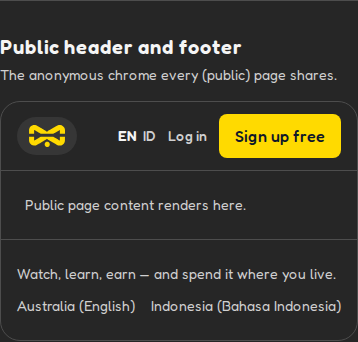 Public header and footer
The anonymous chrome every (public) page shares.
EN ID Log in Sign up free
Public page content renders here.
Watch, learn, earn — and spend it where you live.
Australia (English) Indonesia (Bahasa Indonesia)